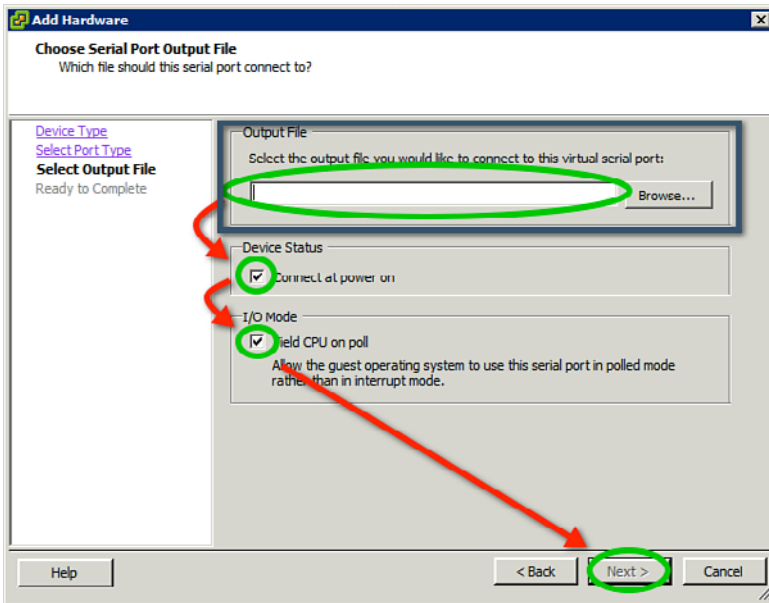 Add Hardware
Choose Serial Port Output File
Which file should this serial port connect to?
Device Type
Select Port Type
Select Output File
Ready to Complete
Output File
Select the output file you would like to connect to this virtual serial port:
Browse...
Device Status
Connect at power on
I/O Mode
Yield CPU on poll
Allow the guest operating system to use this serial port in polled mode
rather than in interrupt mode.
Help
< Back
Next >
Cancel